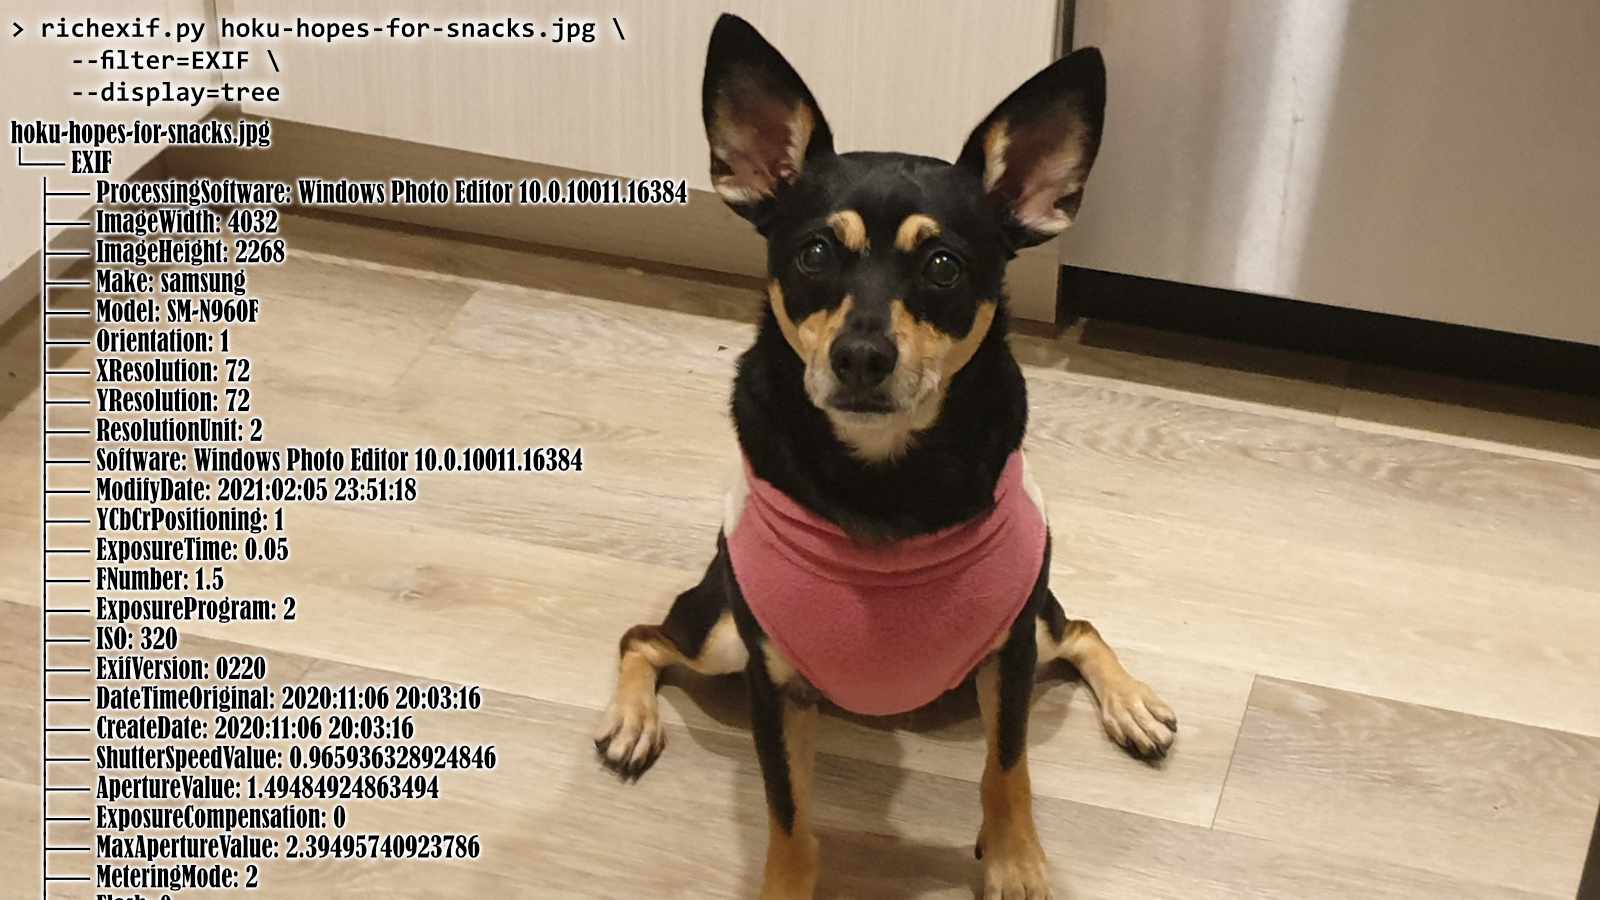 > richexif.py hoku-hopes-for-snacks.jpg \
--filter=EXIF \
--display=tree
hoku-hopes-for-snacks.jpg
└── EXIF
├── ProcessingSoftware: Windows Photo Editor 10.0.10011.16384
├── ImageWidth: 4032
├── ImageHeight: 2268
├── Make: samsung
├── Model: SM-N960F
├── Orientation: 1
├── XResolution: 72
├── YResolution: 72
├── ResolutionUnit: 2
├── Software: Windows Photo Editor 10.0.10011.16384
├── ModifyDate: 2021:02:05 23:51:18
├── YCbCrPositioning: 1
├── ExposureTime: 0.05
├── FNumber: 1.5
├── ExposureProgram: 2
├── ISO: 320
├── ExifVersion: 0220
├── DateTimeOriginal: 2020:11:06 20:03:16
├── CreateDate: 2020:11:06 20:03:16
├── ShutterSpeedValue: 0.965936328924846
├── ApertureValue: 1.49484924863494
├── ExposureCompensation: 0
├── MaxApertureValue: 2.39495740923786
├── MeteringMode: 2